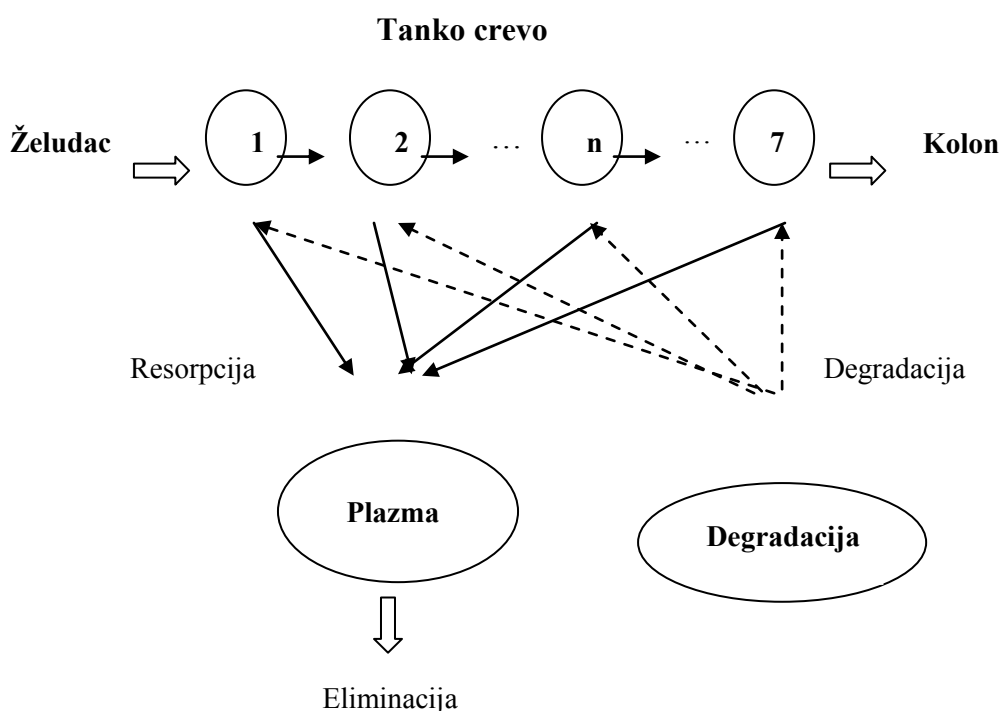 Tanko crevo
Želudac 1 2 ... n ... 7 Kolon
Resorpcija Degradacija
Plazma
Degradacija
Eliminacija